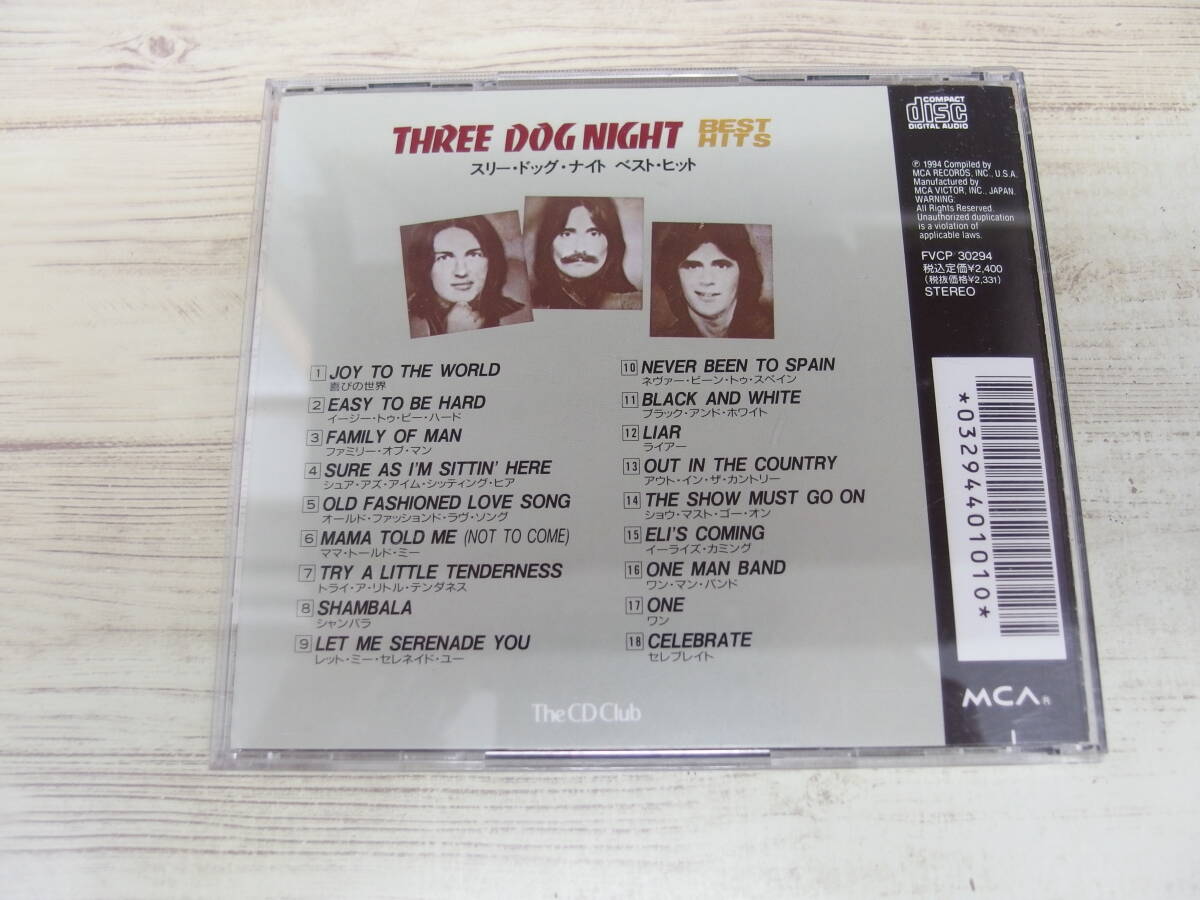 THREE DOG NIGHT BEST HITS
スリー・ドッグ・ナイト ベスト・ヒット
1 JOY TO THE WORLD
喜びの世界
2 EASY TO BE HARD
イージー・トゥ・ビー・ハード
3 FAMILY OF MAN
ファミリー・オブ・マン
4 SURE AS I'M SITTIN' HERE
シュア・アズ・アイム・シッティング・ヒア
5 OLD FASHIONED LOVE SONG
オールド・ファッションド・ラヴ・ソング
6 MAMA TOLD ME (NOT TO COME)
ママ・トールド・ミー
7 TRY A LITTLE TENDERNESS
トライ・ア・リトル・テンダネス
8 SHAMBALA
シャンバラ
9 LET ME SERENADE YOU
レット・ミー・セレネイド・ユー
10 NEVER BEEN TO SPAIN
ネヴァー・ビーン・トゥ・スペイン
11 BLACK AND WHITE
ブラック・アンド・ホワイト
12 LIAR
ライアー
13 OUT IN THE COUNTRY
アウト・イン・ザ・カントリー
14 THE SHOW MUST GO ON
ショウ・マスト・ゴー・オン
15 ELI'S COMING
イーライズ・カミング
16 ONE MAN BAND
ワン・マン・バンド
17 ONE
ワン
18 CELEBRATE
セレブレイト
The CD Club
COMPACT
disc
DIGITAL AUDIO
℗ 1994 Compiled by
MCA RECORDS, INC., U.S.A.
Manufactured by
MCA VICTOR, INC., JAPAN.
WARNING:
All Rights Reserved.
Unauthorized duplication
is a violation of
applicable laws.
FVCP 30294
税込定価¥2,400
(税抜価格¥2,331)
STEREO
*0329440101O*
MCA®